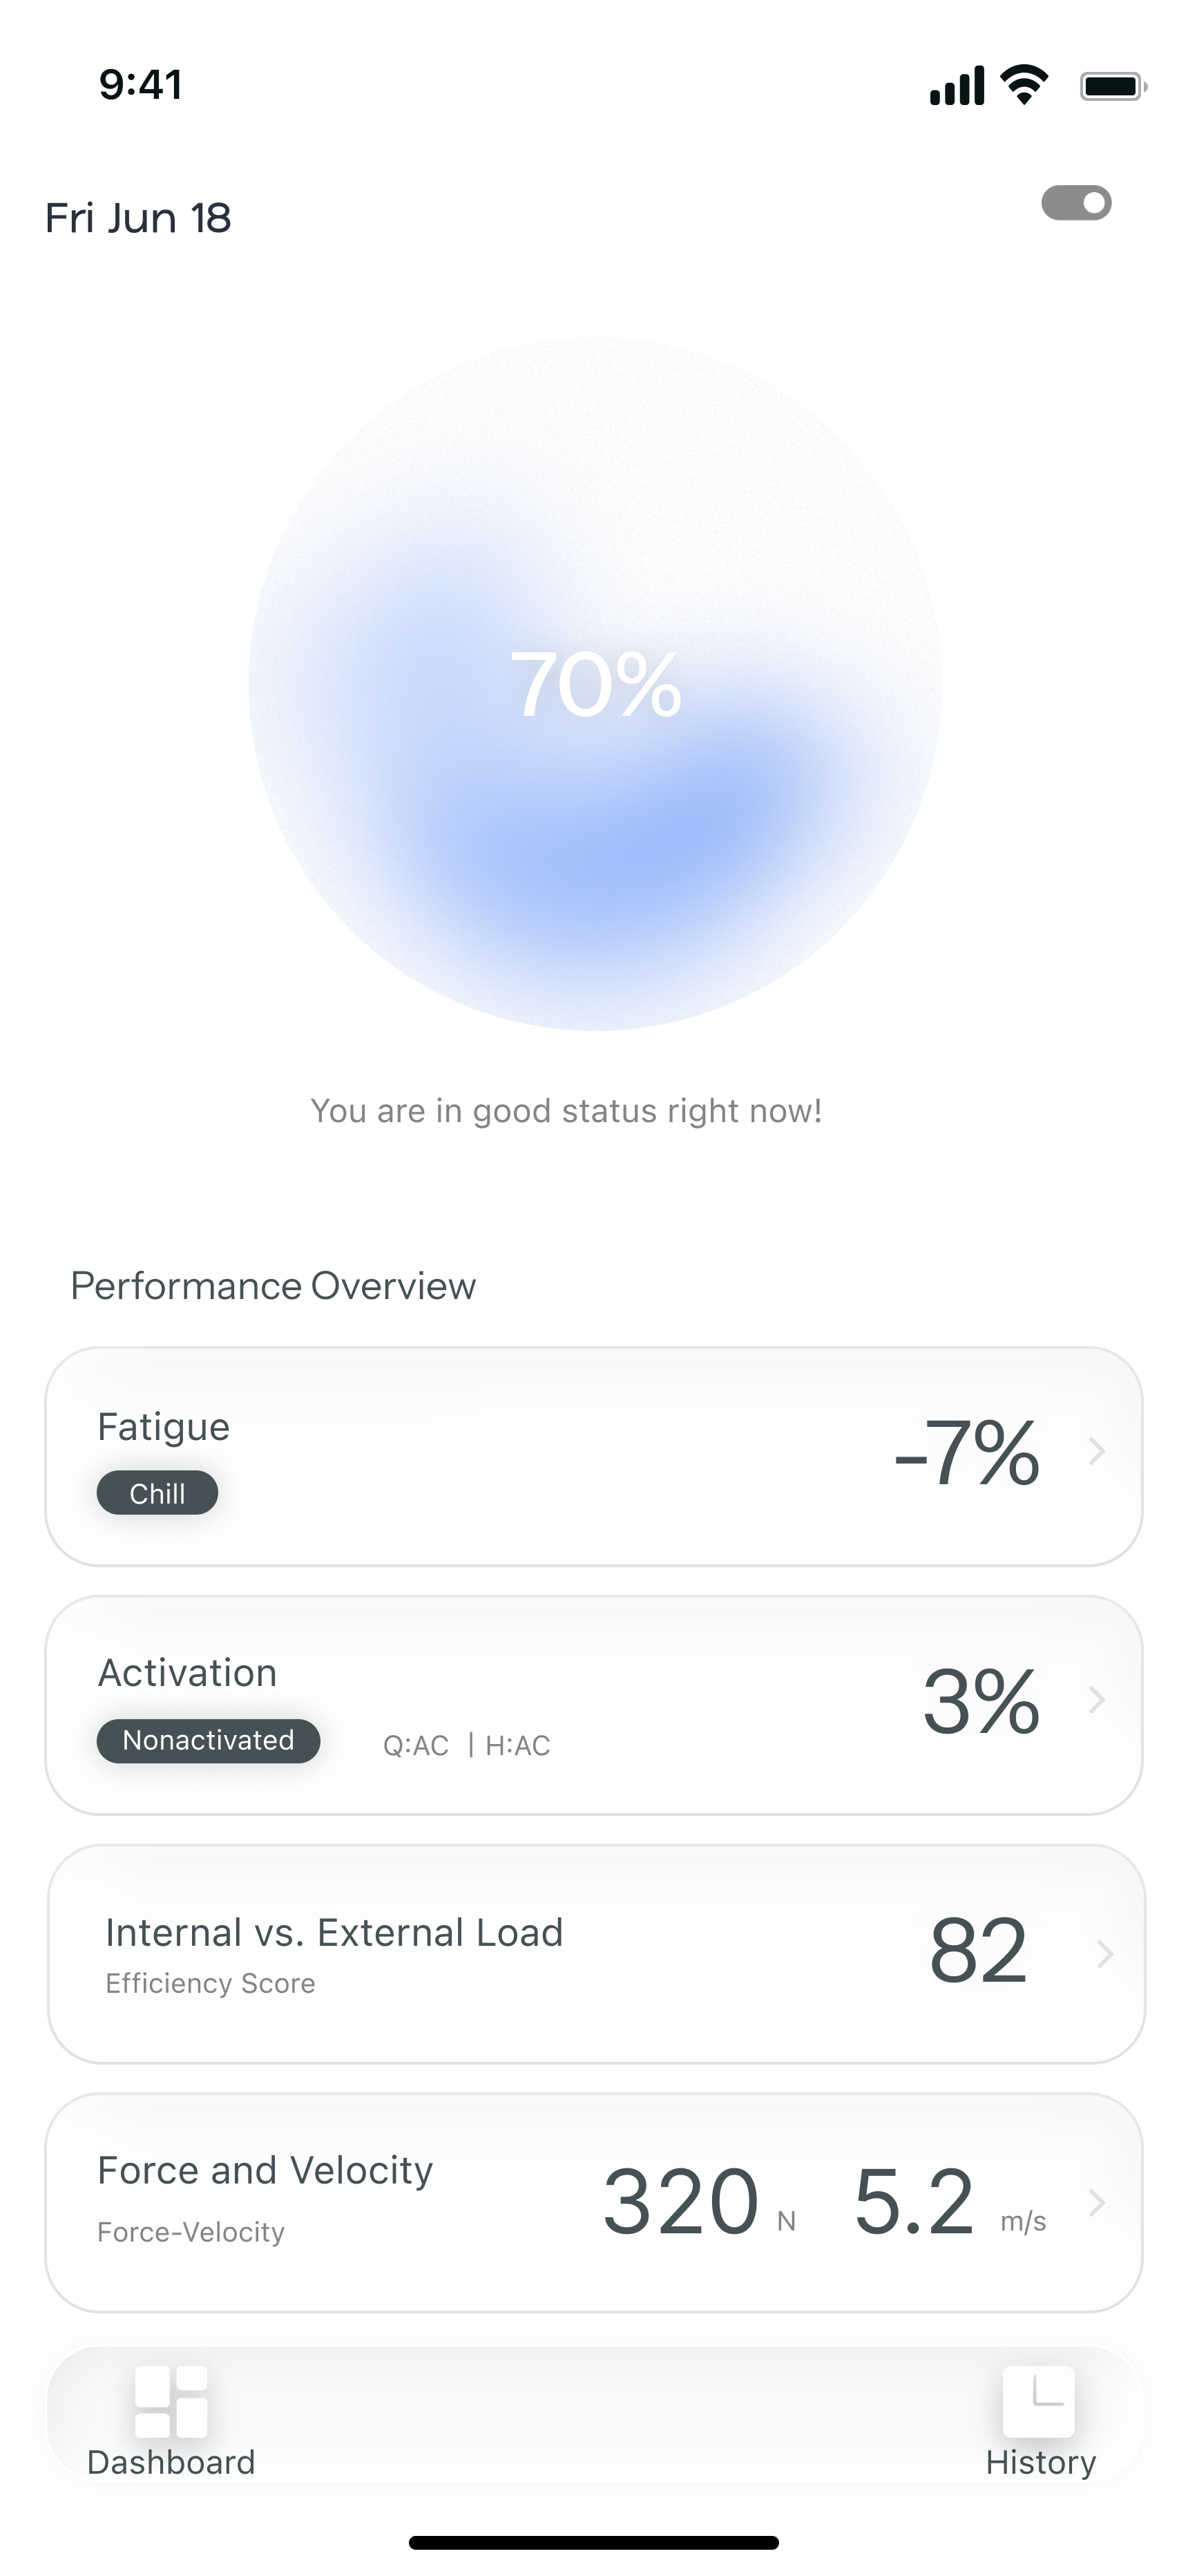 9:41
Fri Jun 18
70%
You are in good status right now!
Performance Overview
Fatigue
Chill
-7%
Activation
Nonactivated
Q:AC | H:AC
3%
Internal vs. External Load
Efficiency Score
82
Force and Velocity
Force-Velocity
320 N 5.2 m/s
Dashboard
History